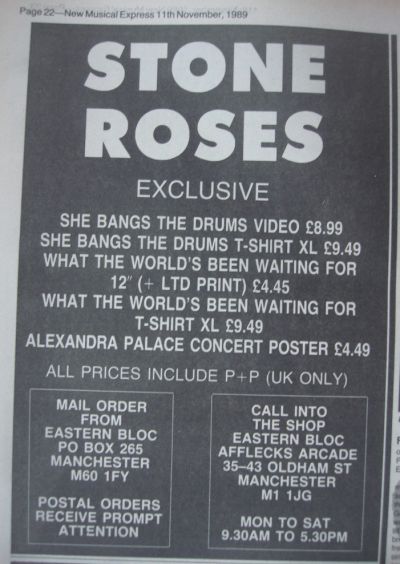 Page 22—New Musical Express 11th November, 1989
STONE
ROSES
EXCLUSIVE
SHE BANGS THE DRUMS VIDEO £8.99
SHE BANGS THE DRUMS T-SHIRT XL £9.49
WHAT THE WORLD'S BEEN WAITING FOR
12" (+ LTD PRINT) £4.45
WHAT THE WORLD'S BEEN WAITING FOR
T-SHIRT XL £9.49
ALEXANDRA PALACE CONCERT POSTER £4.49
ALL PRICES INCLUDE P+P (UK ONLY)
MAIL ORDER
FROM
EASTERN BLOC
PO BOX 265
MANCHESTER
M60 1FY
POSTAL ORDERS
RECEIVE PROMPT
ATTENTION
CALL INTO
THE SHOP
EASTERN BLOC
AFFLECKS ARCADE
35–43 OLDHAM ST
MANCHESTER
M1 1JG
MON TO SAT
9.30AM TO 5.30PM